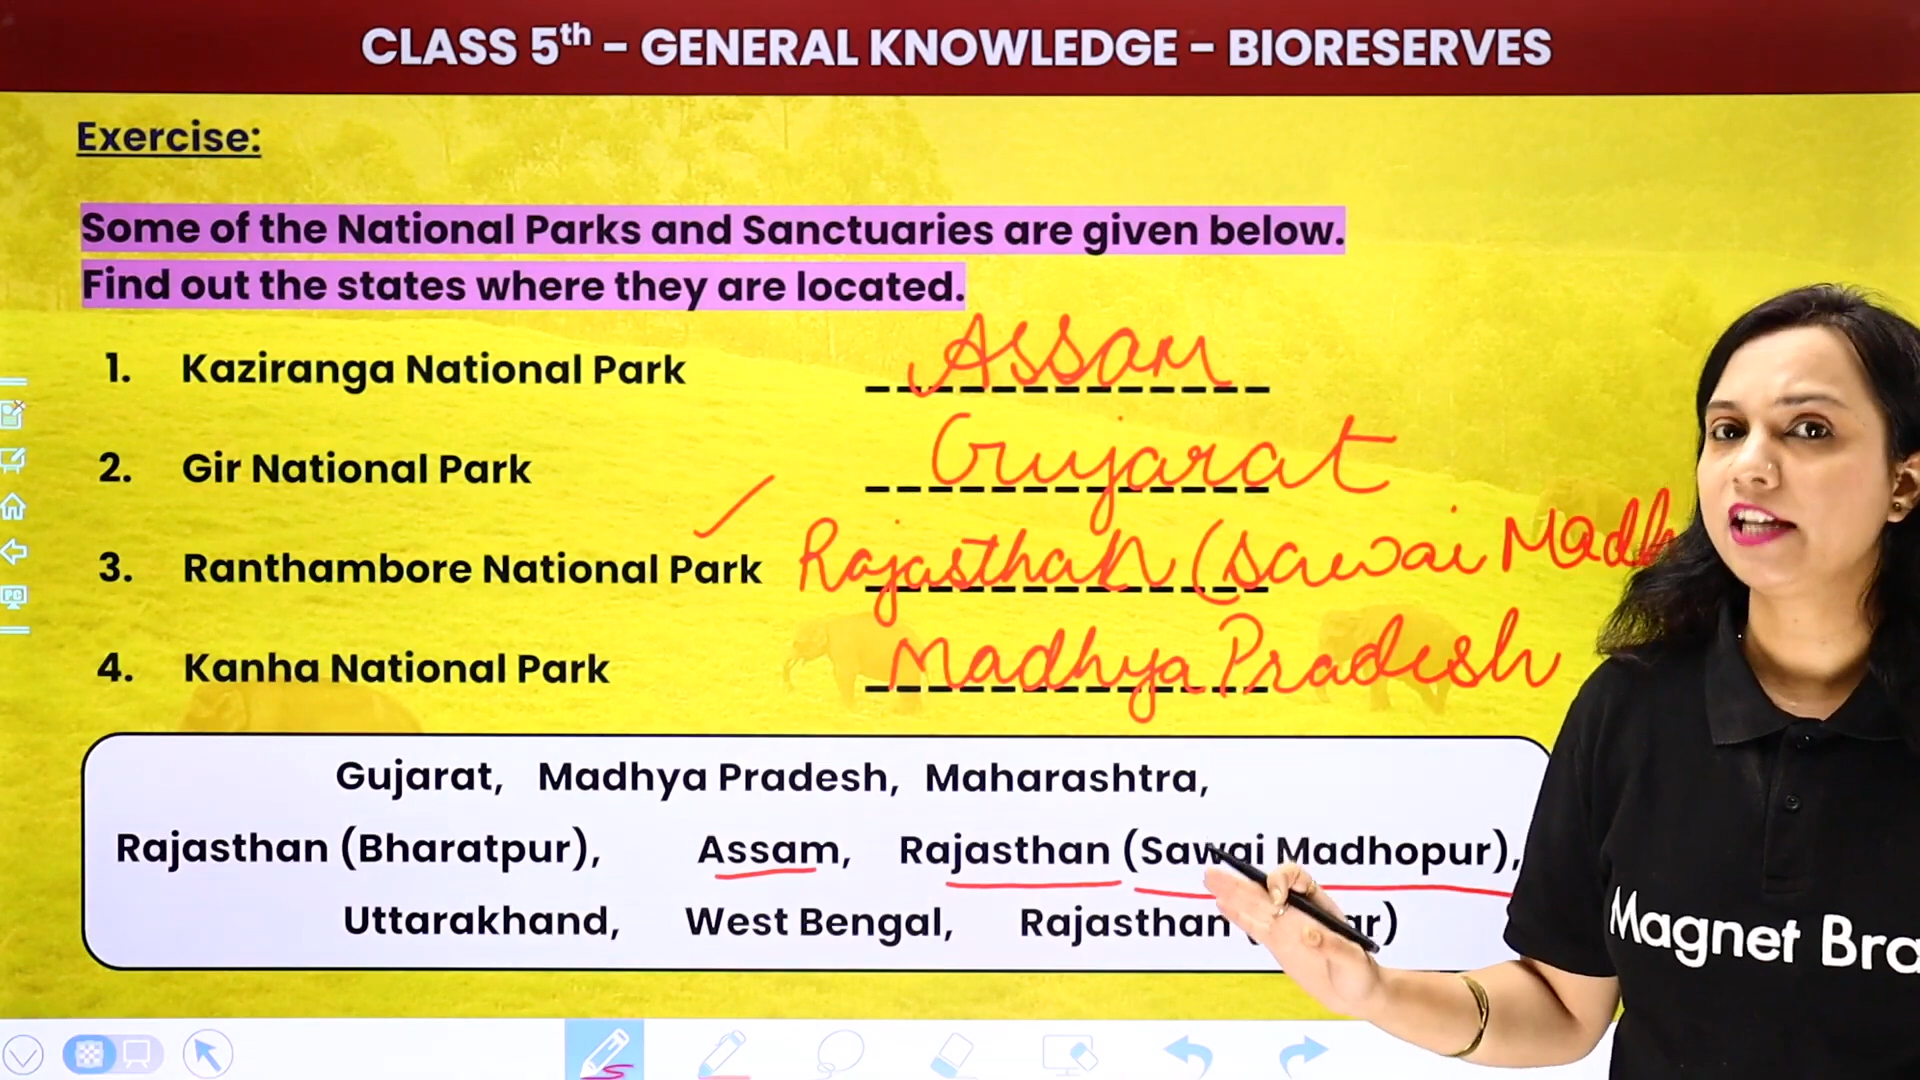 CLASS 5th – GENERAL KNOWLEDGE – BIORESERVES
Exercise:
Some of the National Parks and Sanctuaries are given below.
Find out the states where they are located.
1. Kaziranga National Park Assam
2. Gir National Park Gujarat
3. Ranthambore National Park Rajasthan (Sawai Madh
4. Kanha National Park Madhya Pradesh
Gujarat, Madhya Pradesh, Maharashtra,
Rajasthan (Bharatpur), Assam, Rajasthan (Sawai Madhopur),
Uttarakhand, West Bengal, Rajasthan
Magnet Bra
PC